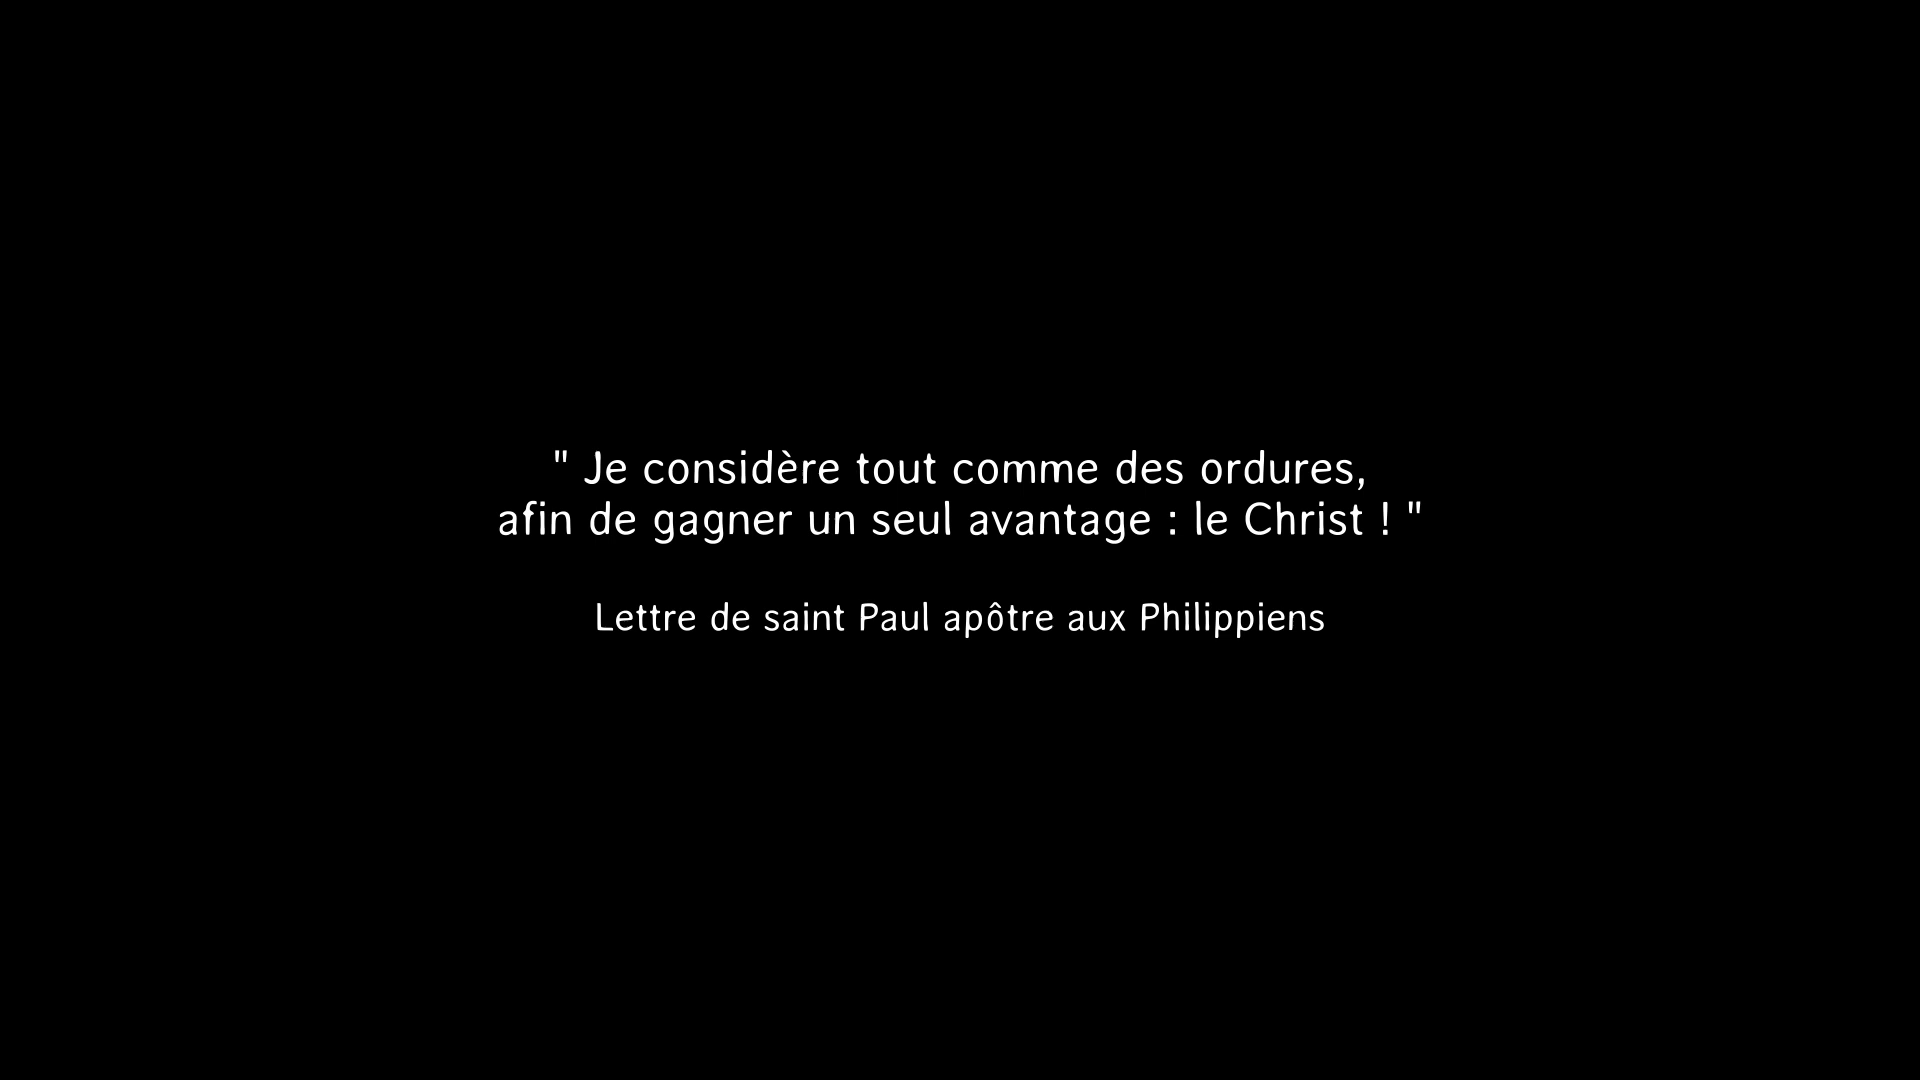 " Je considère tout comme des ordures,
afin de gagner un seul avantage : le Christ ! "
Lettre de saint Paul apôtre aux Philippiens